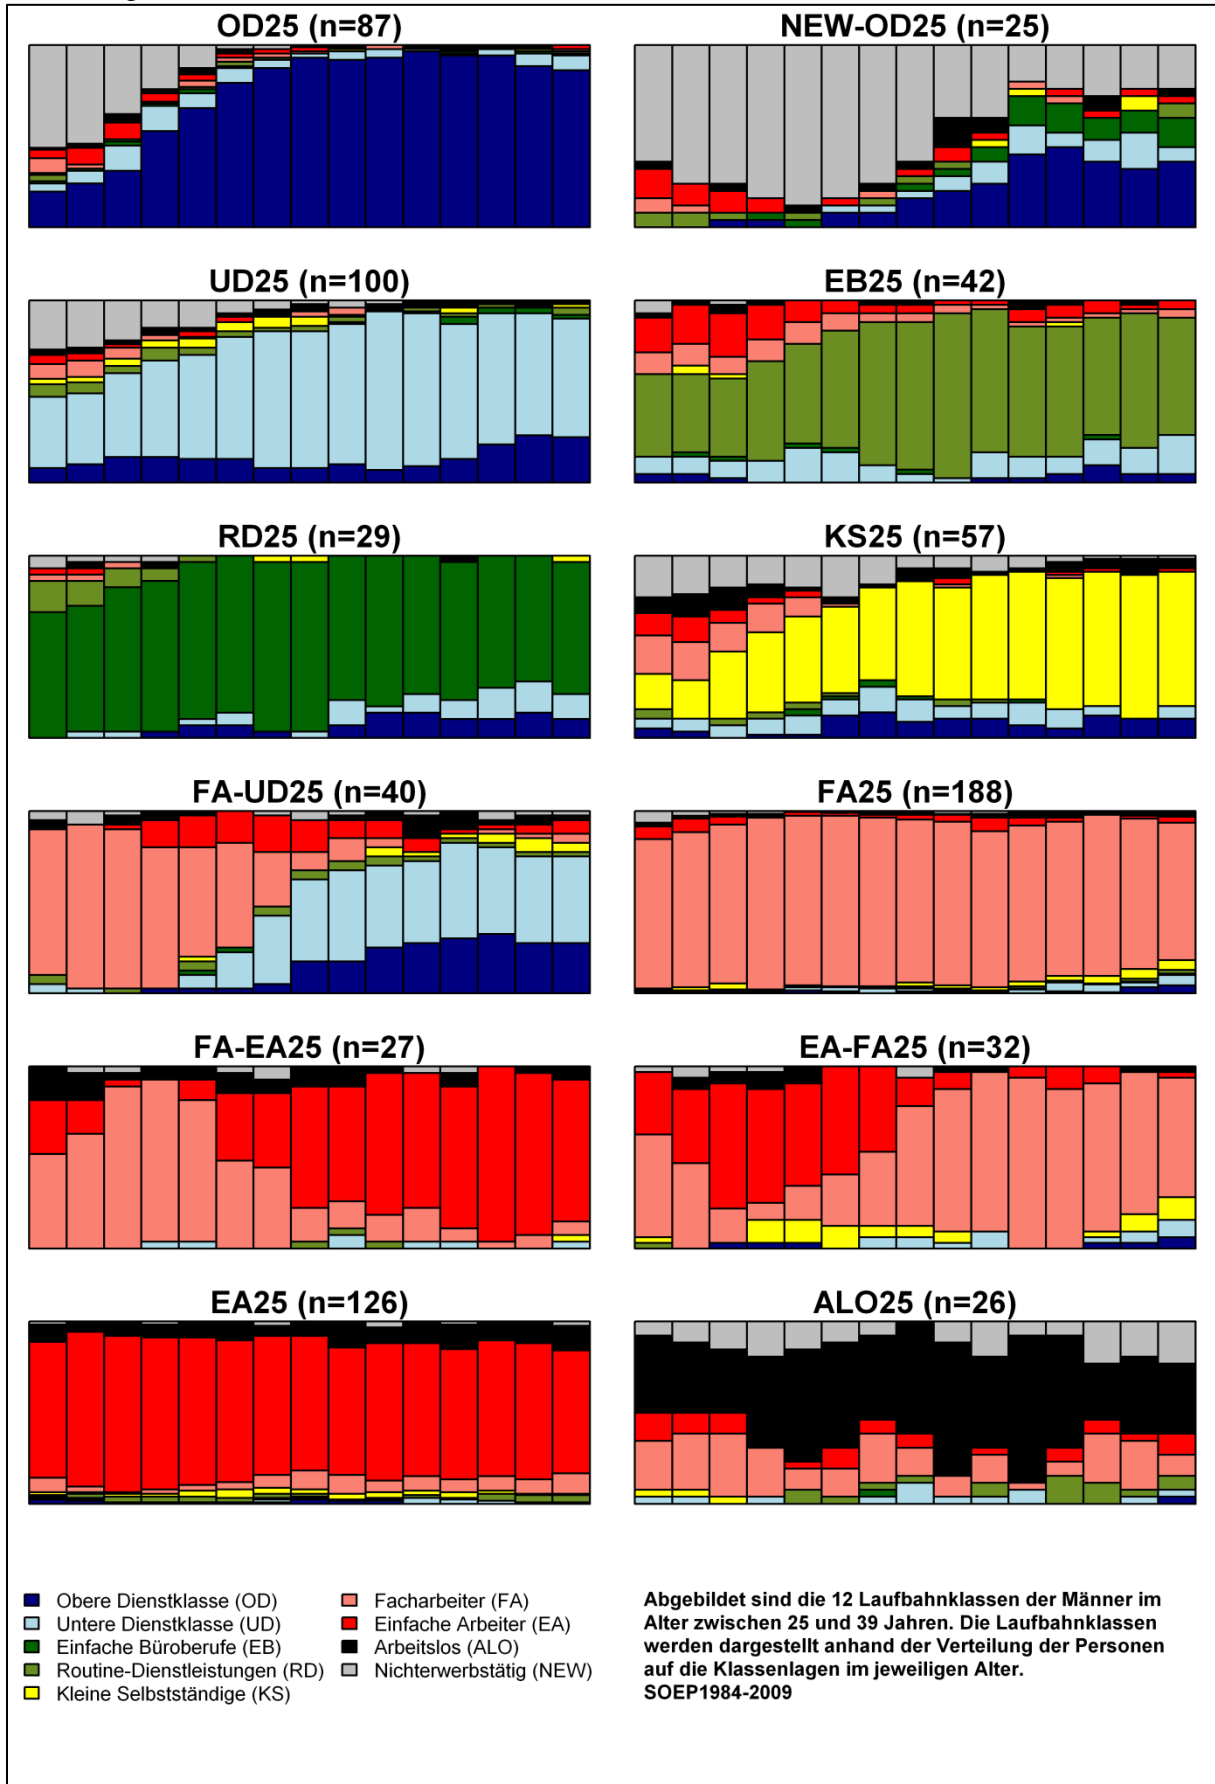 OD25 (n=87)
NEW-OD25 (n=25)
UD25 (n=100)
EB25 (n=42)
RD25 (n=29)
KS25 (n=57)
FA-UD25 (n=40)
FA25 (n=188)
FA-EA25 (n=27)
EA-FA25 (n=32)
EA25 (n=126)
ALO25 (n=26)
Obere Dienstklasse (OD)
Untere Dienstklasse (UD)
Einfache Büroberufe (EB)
Routine-Dienstleistungen (RD)
Kleine Selbstständige (KS)
Facharbeiter (FA)
Einfache Arbeiter (EA)
Arbeitslos (ALO)
Nichterwerbstätig (NEW)
Abgebildet sind die 12 Laufbahnklassen der Männer im
Alter zwischen 25 und 39 Jahren. Die Laufbahnklassen
werden dargestellt anhand der Verteilung der Personen
auf die Klassenlagen im jeweiligen Alter.
SOEP1984-2009